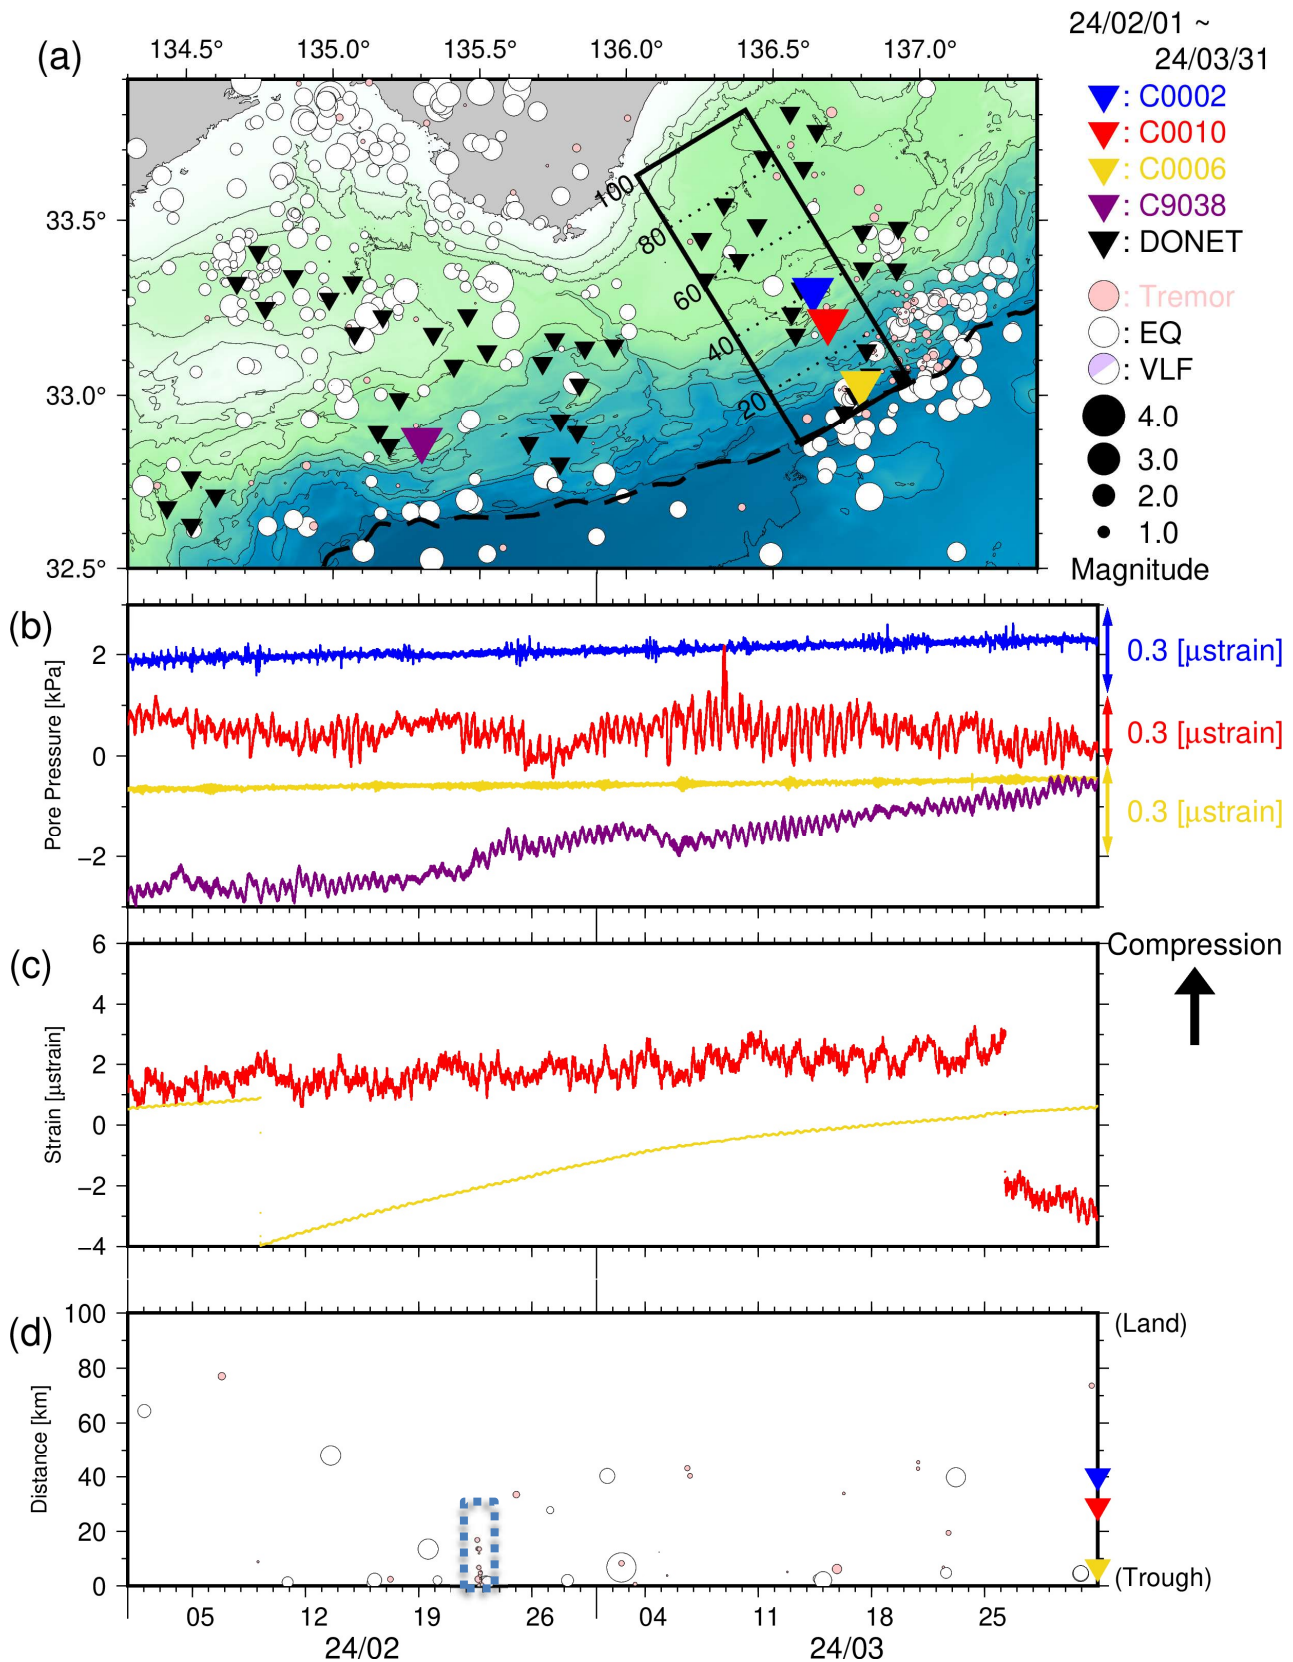 (a)
134.5° 135.0° 135.5° 136.0° 136.5° 137.0°
24/02/01 ~
24/03/31
: C0002
: C0010
: C0006
: C9038
: DONET
: Tremor
: EQ
: VLF
4.0
3.0
2.0
1.0
Magnitude
33.5°
33.0°
32.5°
100
80
60
40
20
(b)
Pore Pressure [kPa]
2
0
−2
0.3 [μstrain]
0.3 [μstrain]
0.3 [μstrain]
(c)
Strain [μstrain]
6
4
2
0
−2
−4
Compression
(d)
Distance [km]
100
80
60
40
20
0
(Land)
(Trough)
05 12 19 26 04 11 18 25
24/02 24/03